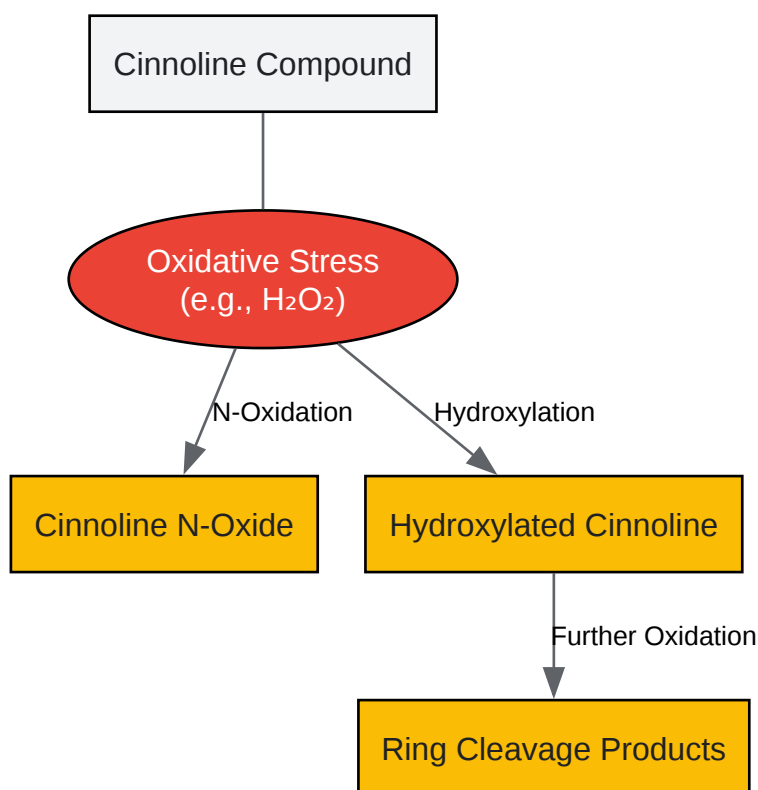 Cinnoline Compound
Oxidative Stress
(e.g., H₂O₂)
N-Oxidation
Hydroxylation
Cinnoline N-Oxide
Hydroxylated Cinnoline
Further Oxidation
Ring Cleavage Products